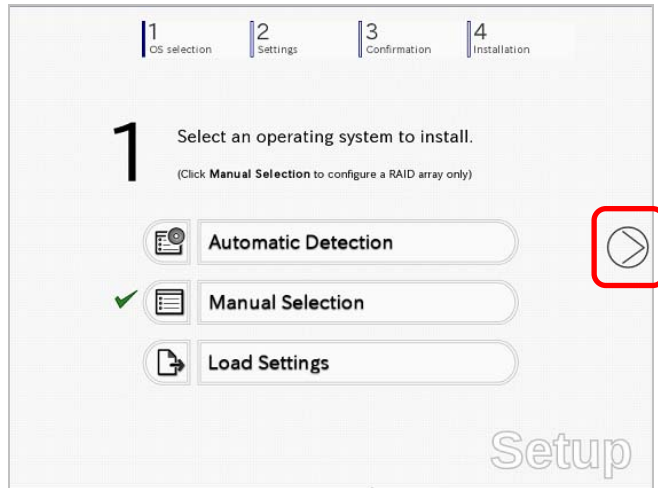 1 2 3 4
OS selection Settings Confirmation Installation
1
Select an operating system to install.
(Click Manual Selection to configure a RAID array only)
Automatic Detection
Manual Selection
Load Settings
Setup